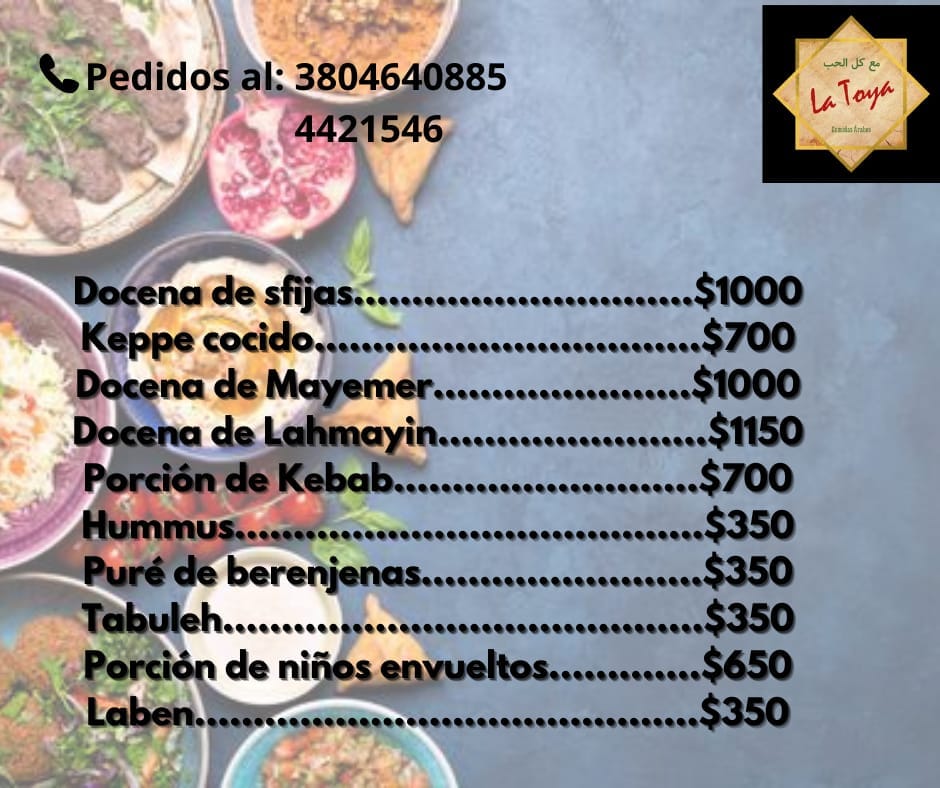 Pedidos al: 3804640885
4421546
مع كل الحب
La Toya
Comidas Arabes
Docena de sfijas.............................$1000
Keppe cocido.................................$700
Docena de Mayemer......................$1000
Docena de Lahmayin.......................$1150
Porción de Kebab..........................$700
Hummus........................................$350
Puré de berenjenas........................$350
Tabuleh.........................................$350
Porción de niños envueltos.............$650
Laben...........................................$350